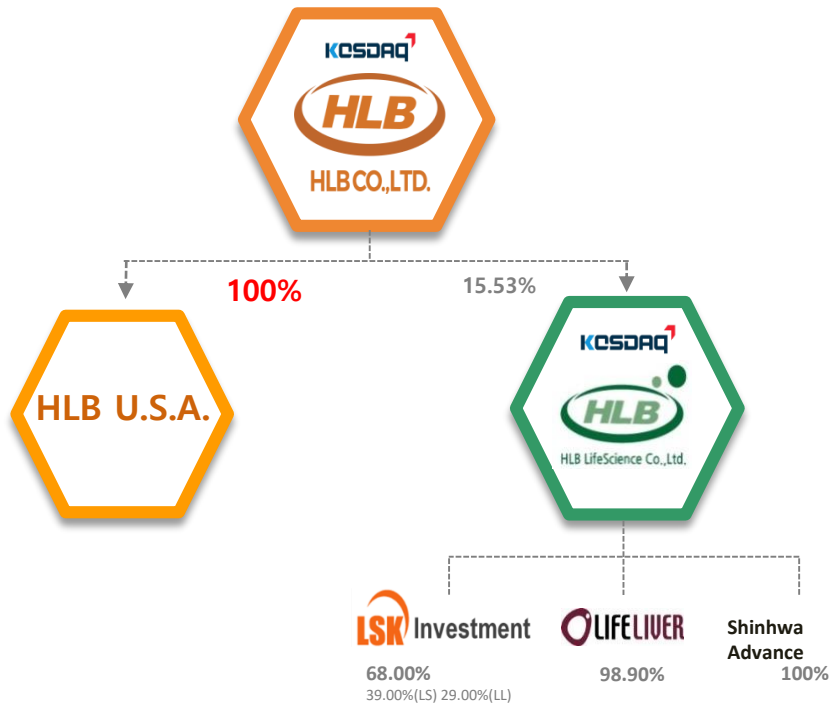 KOSDAQ
HLB
HLB CO.,LTD.
100%
15.53%
HLB U.S.A.
KOSDAQ
HLB
HLB LifeScience Co.,Ltd.
LSK Investment
LIFELIVER
Shinhwa
Advance
68.00%
98.90%
100%
39.00%(LS) 29.00%(LL)